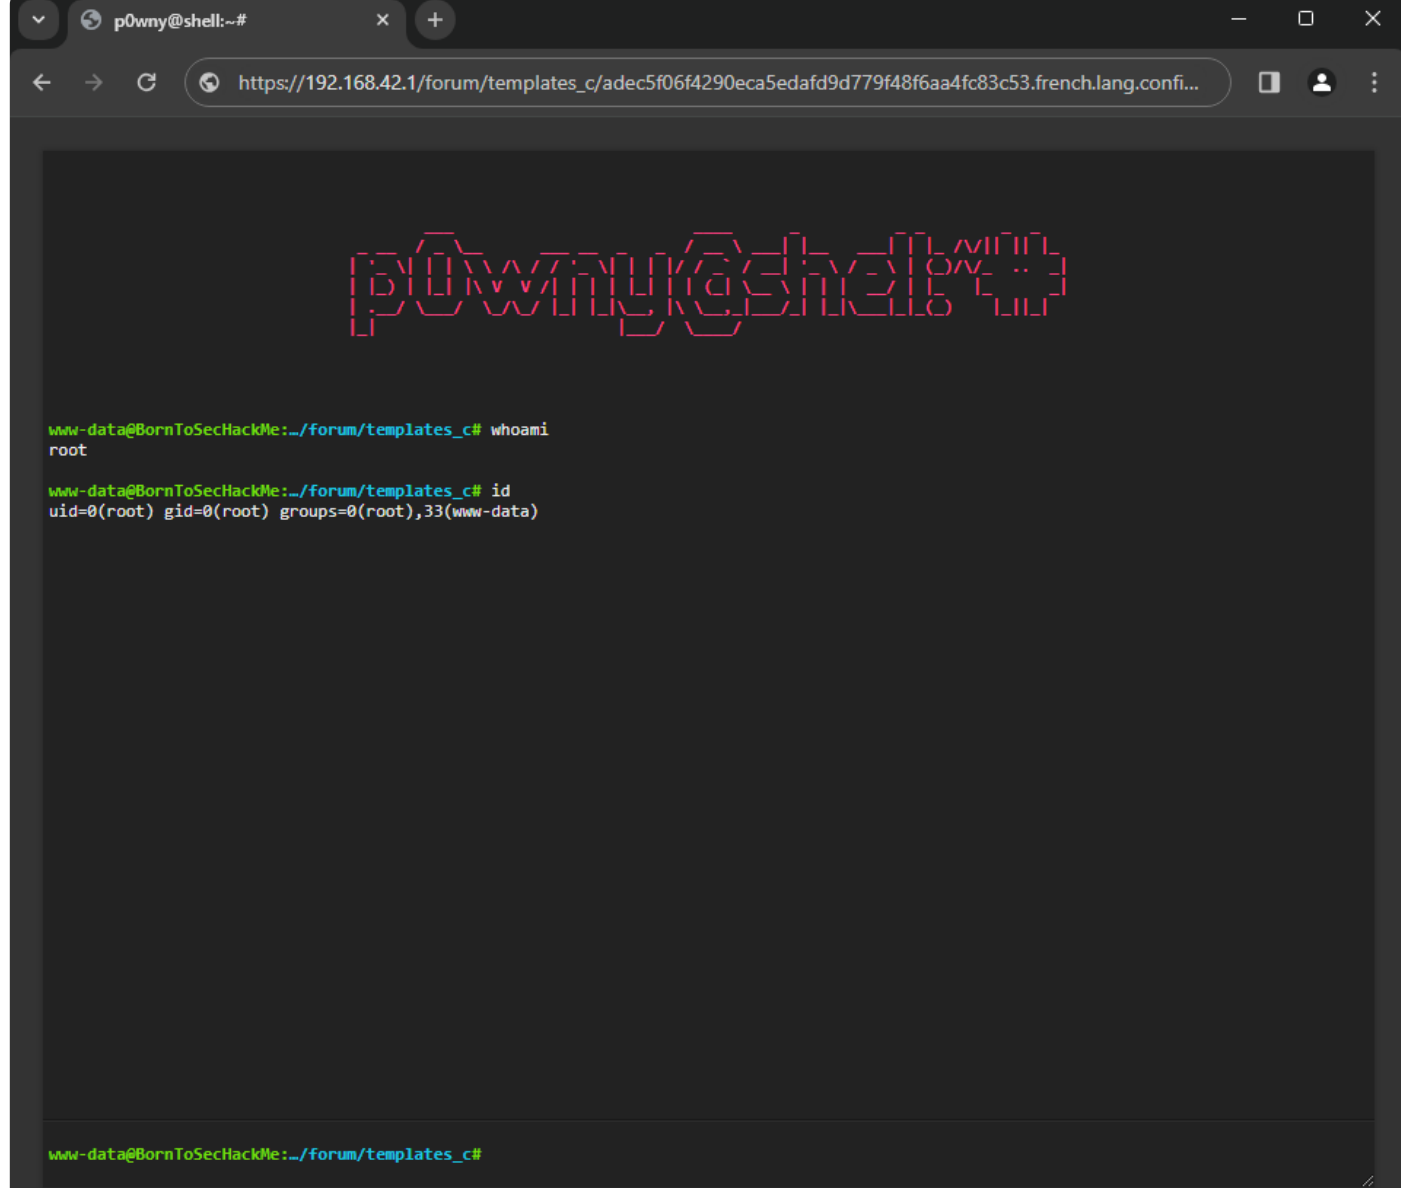 p0wny@shell:~#
https://192.168.42.1/forum/templates_c/adec5f06f4290eca5edafd9d779f48f6aa4fc83c53.french.lang.confi...
p0wny@shell:~#
www-data@BornToSecHackMe:…/forum/templates_c# whoami
root
www-data@BornToSecHackMe:…/forum/templates_c# id
uid=0(root) gid=0(root) groups=0(root),33(www-data)
www-data@BornToSecHackMe:…/forum/templates_c#